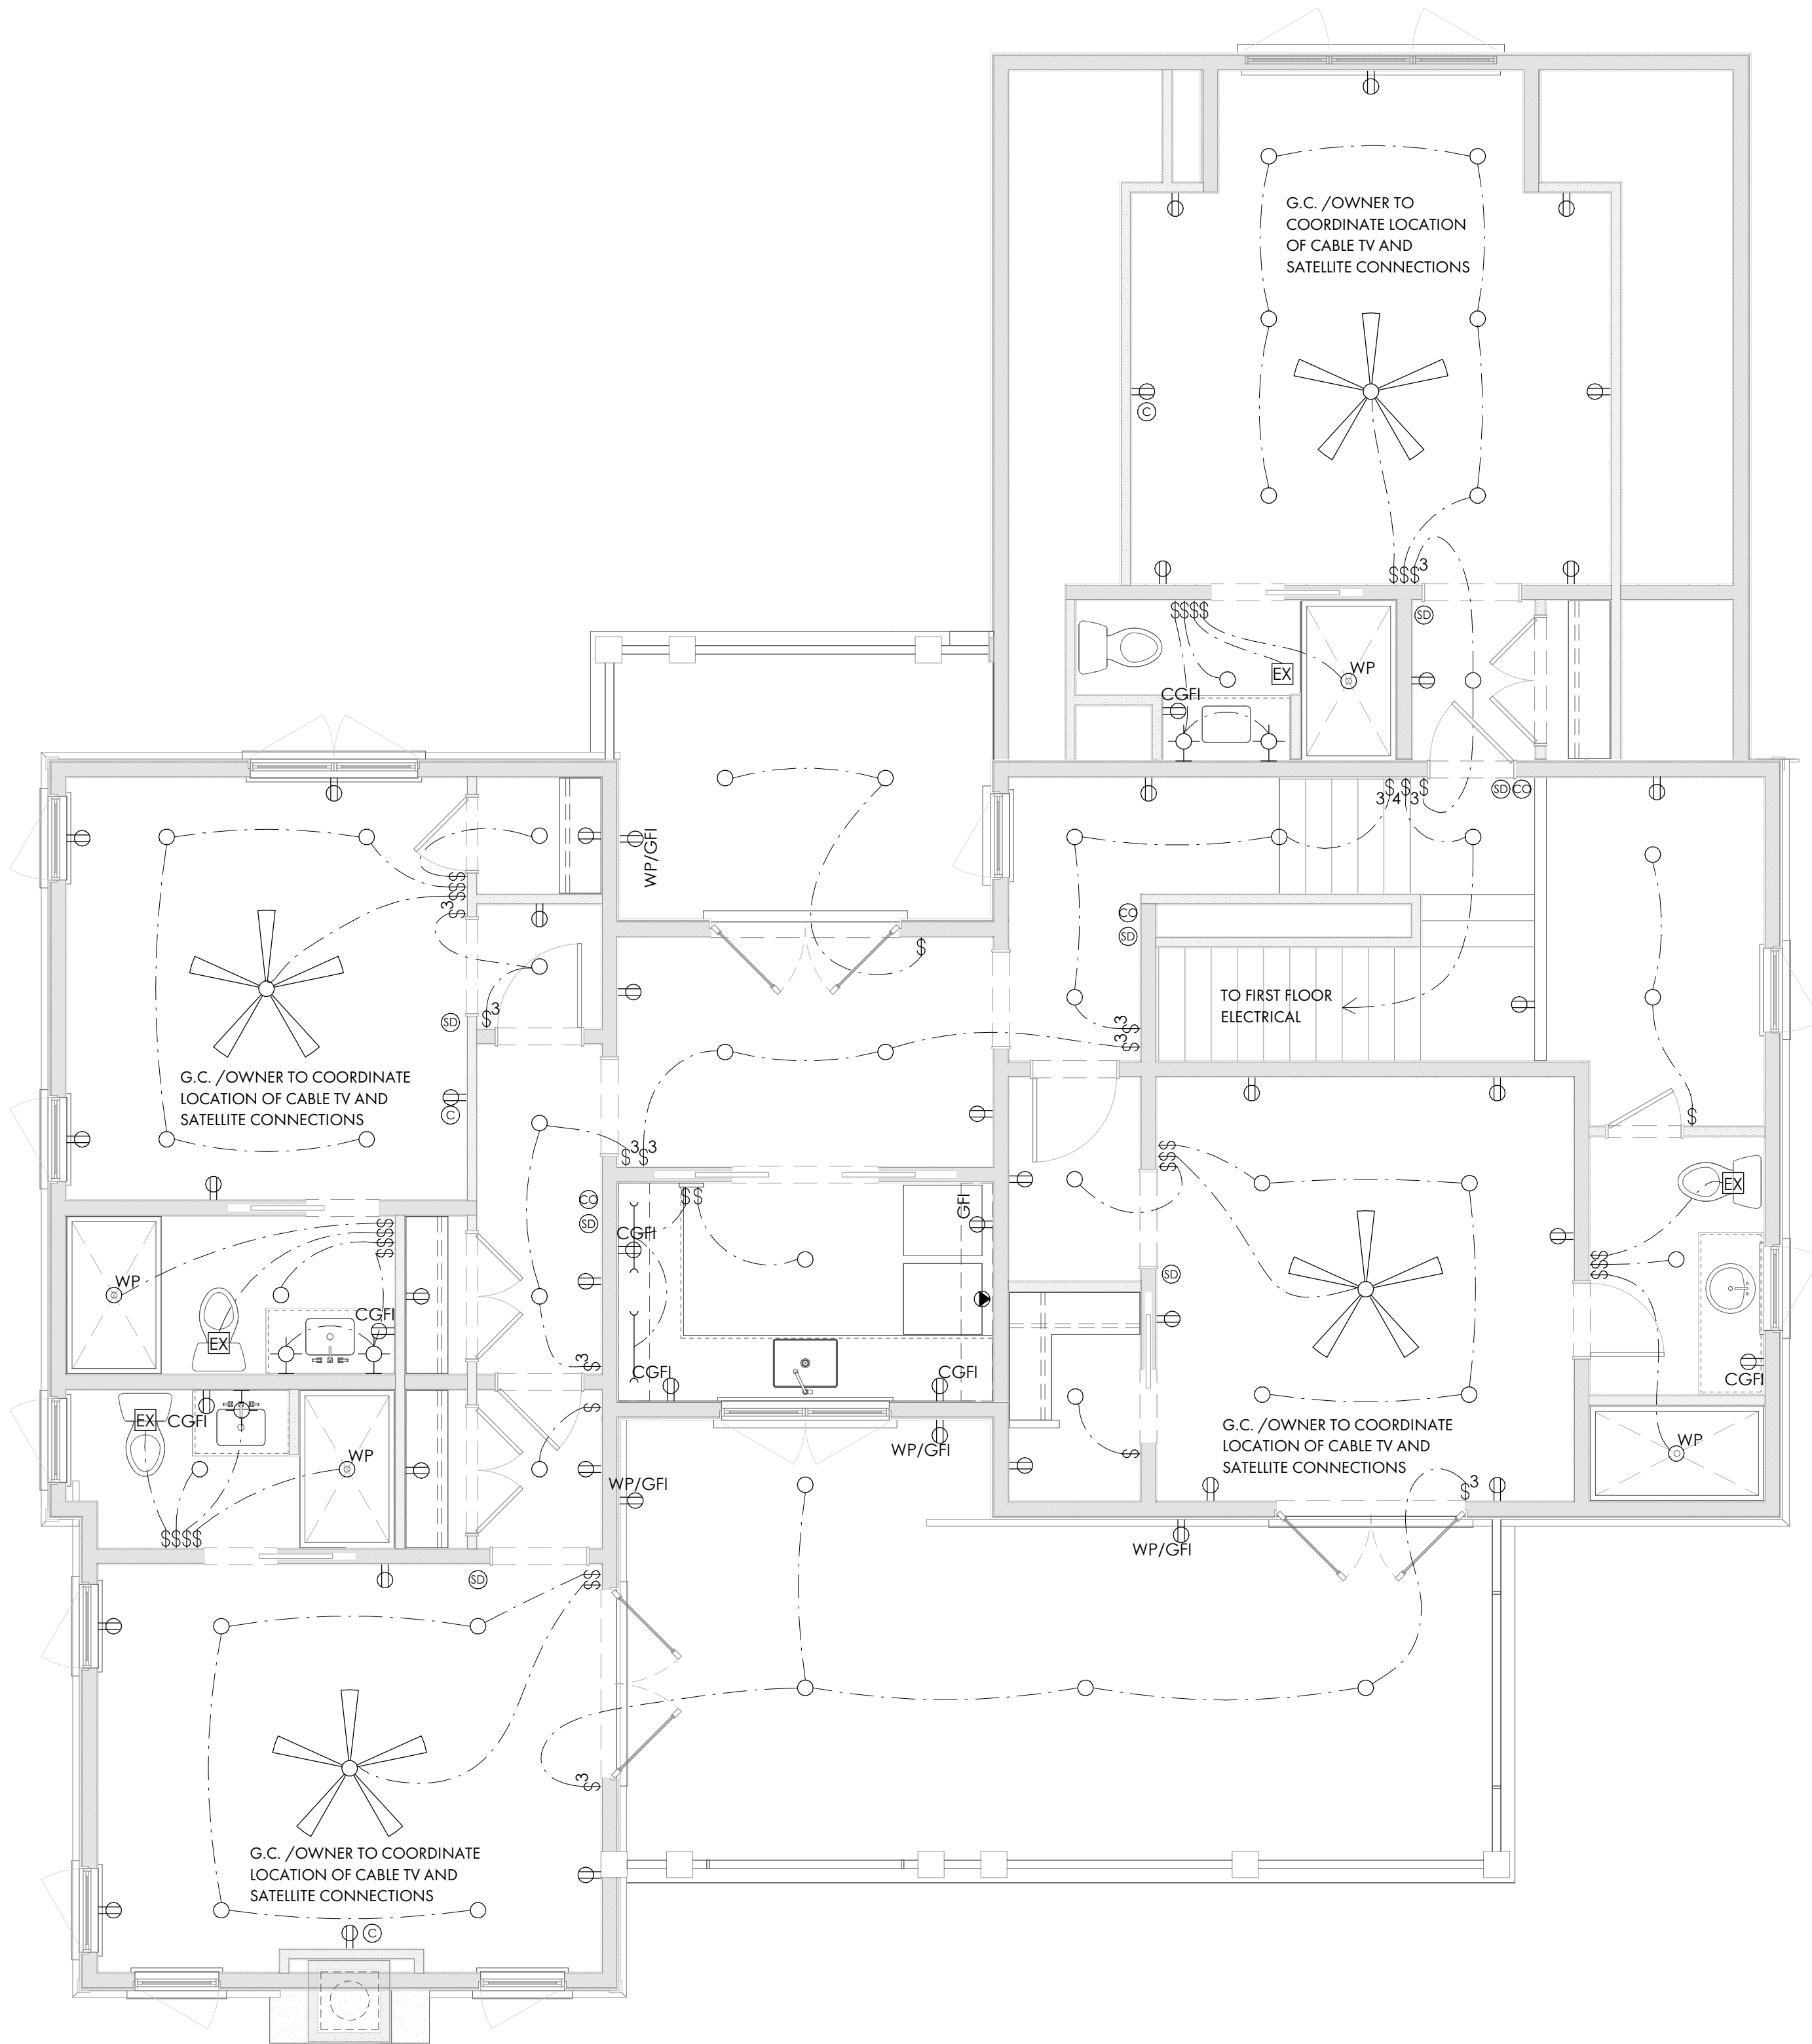 G.C. /OWNER TO
COORDINATE LOCATION
OF CABLE TV AND
SATELLITE CONNECTIONS
C
$$$3
SD
$$$$
EX
WP
CGFI
3$4$3$
SD CO
WP/GFI
$
$
$
$
3
$
CO
SD
$
SD
$3
TO FIRST FLOOR
ELECTRICAL
$3
$3
G.C. /OWNER TO COORDINATE
LOCATION OF CABLE TV AND
SATELLITE CONNECTIONS
C
$
$3$3
$
$
$
EX
CO
SD
$$
GFI
CGFI
$
$
$
$
WP
EX
CGFI
$
$
$
SD
$3
CGFI
CGFI
CGFI
$
EX
CGFI
WP
$$$$
WP/GFI
WP/GFI
G.C. /OWNER TO COORDINATE
LOCATION OF CABLE TV AND
SATELLITE CONNECTIONS
$
$3
WP
WP/GFI
SD
$
$
$3
G.C. /OWNER TO COORDINATE
LOCATION OF CABLE TV AND
SATELLITE CONNECTIONS
C